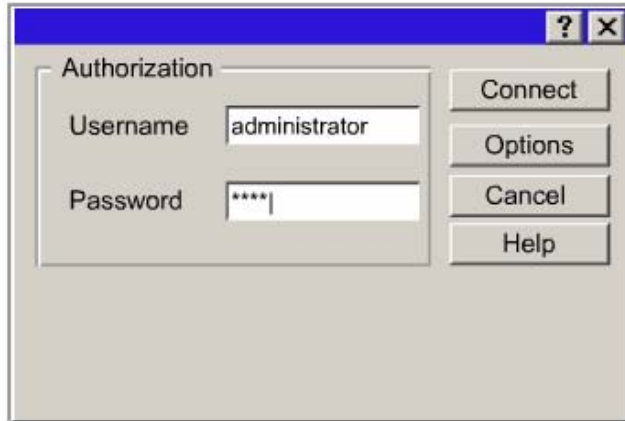 ?
Authorization
Username administrator
Password ****
Connect
Options
Cancel
Help